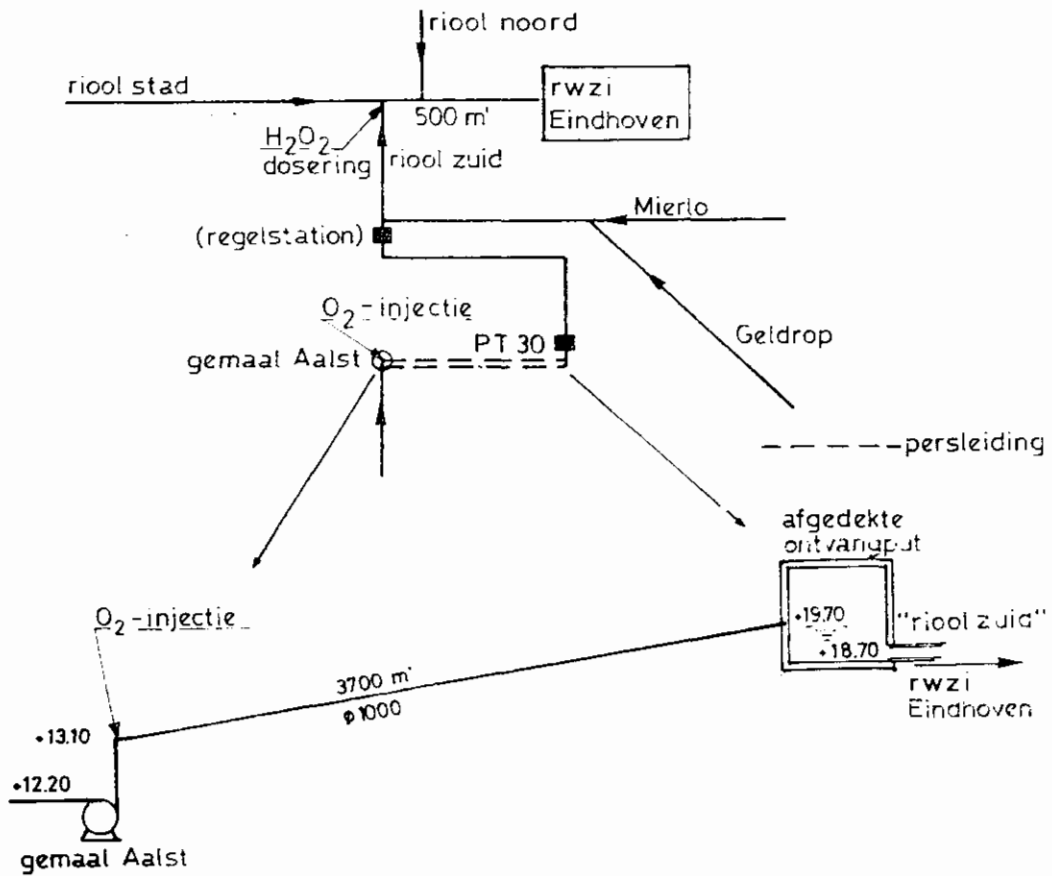 riool noord
riool stad
rwzi
Eindhoven
500 m'
H2O2
dosering
riool zuid
Mierlo
(regelstation)
O2-injectie
PT 30
gemaal Aalst
Geldrop
persleiding
afgedekte
ontvangput
O2-injectie
+19.70
"riool zuid"
+18.70
3700 m'
rwzi
Eindhoven
ø1000
+13.10
+12.20
gemaal Aalst